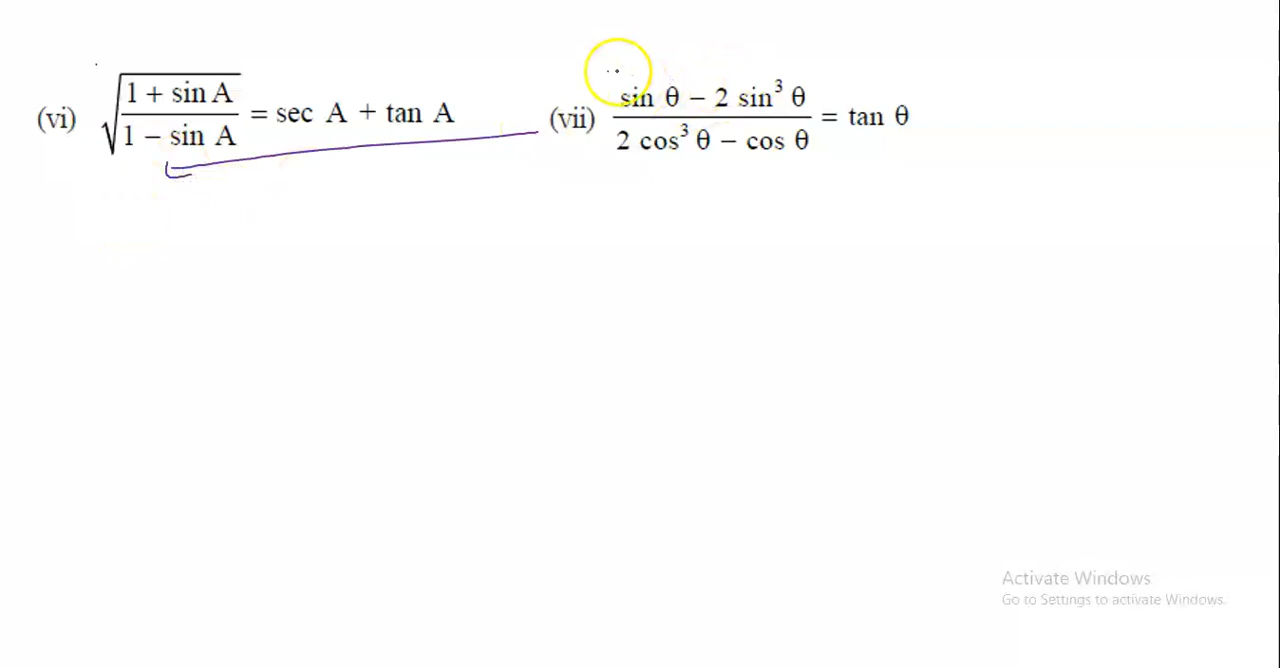 (vi) √((1 + sin A)/(1 − sin A)) = sec A + tan A
(vii) (sin θ − 2 sin³ θ)/(2 cos³ θ − cos θ) = tan θ
Activate Windows
Go to Settings to activate Windows.